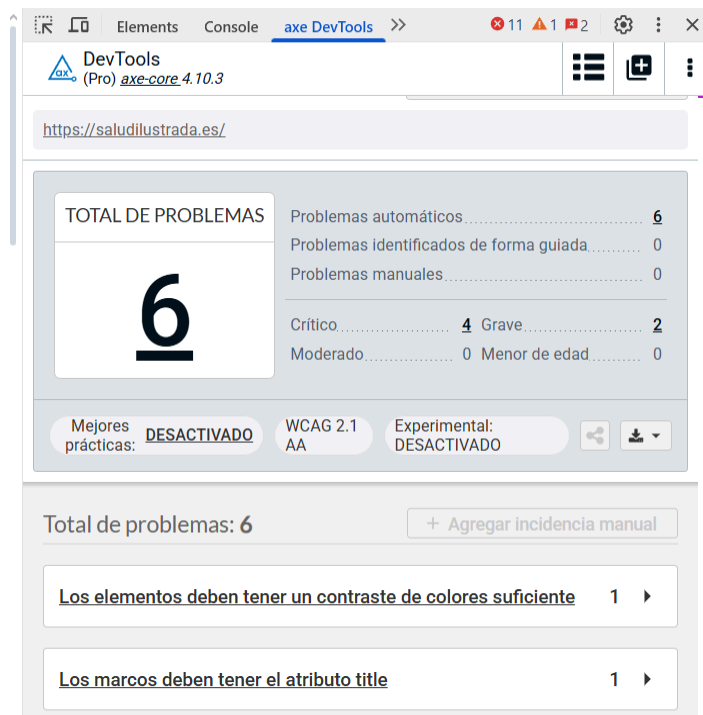 Elements Console axe DevTools 11 1 2
DevTools
(Pro) axe-core 4.10.3
https://saludilustrada.es/
TOTAL DE PROBLEMAS
6
Problemas automáticos 6
Problemas identificados de forma guiada 0
Problemas manuales 0
Crítico 4 Grave 2
Moderado 0 Menor de edad 0
Mejores prácticas: DESACTIVADO
WCAG 2.1 AA
Experimental: DESACTIVADO
Total de problemas: 6
+ Agregar incidencia manual
Los elementos deben tener un contraste de colores suficiente 1
Los marcos deben tener el atributo title 1